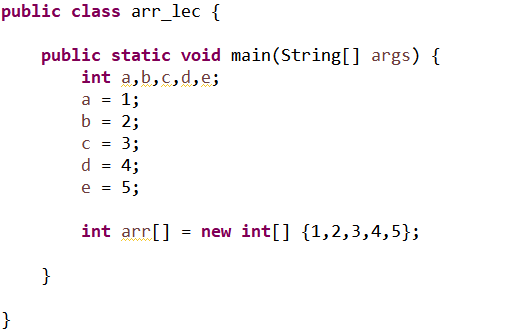 public class arr_lec {
public static void main(String[] args) {
int a,b,c,d,e;
a = 1;
b = 2;
c = 3;
d = 4;
e = 5;
int arr[] = new int[] {1,2,3,4,5};
}
}